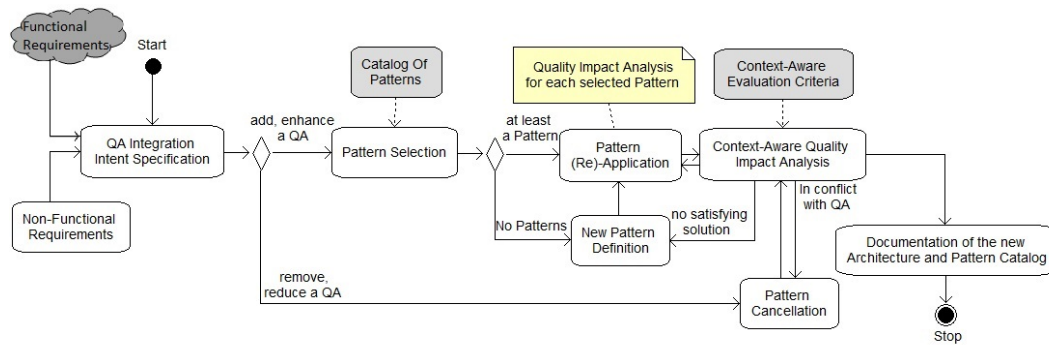 Functional
Requirements
Start
Catalog Of
Patterns
Quality Impact Analysis
for each selected Pattern
Context-Aware
Evaluation Criteria
add, enhance
a QA
at least
a Pattern
QA Integration
Intent Specification
Pattern Selection
Pattern
(Re)-Application
Context-Aware Quality
Impact Analysis
In conflict
with QA
Non-Functional
Requirements
No Patterns
New Pattern
Definition
no satisfying
solution
Documentation of the new
Architecture and Pattern Catalog
remove,
reduce a QA
Pattern
Cancellation
Stop